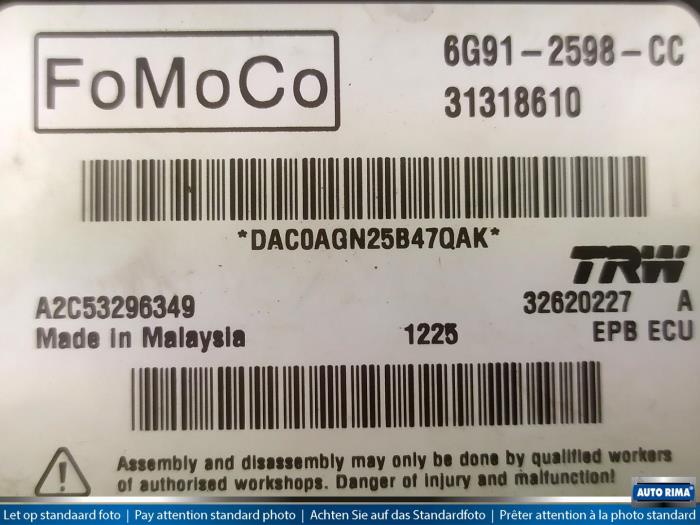 FoMoCo
6G91-2598-CC
31318610
*DAC0AGN25B47QAK*
TRW
A2C53296349
32620227 A
Made in Malaysia
1225
EPB ECU
Assembly and disassembly may only be done by qualified workers
of authorised workshops. Danger of injury and malfunction!
AUTO RIMA
Let op standaard foto | Pay attention standard photo | Achten Sie auf das Standardfoto | Prêter attention à la photo standard